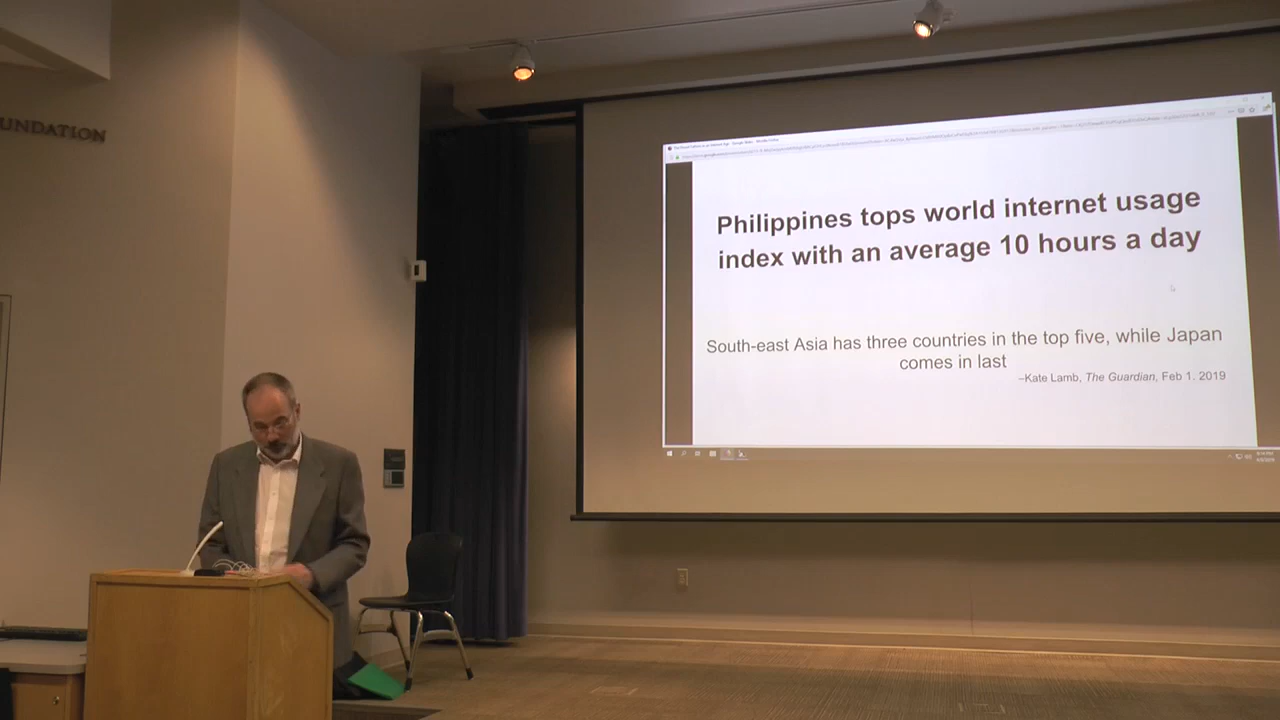 UNDATION
Philippines tops world internet usage
index with an average 10 hours a day
South-east Asia has three countries in the top five, while Japan
comes in last
–Kate Lamb, The Guardian, Feb 1. 2019